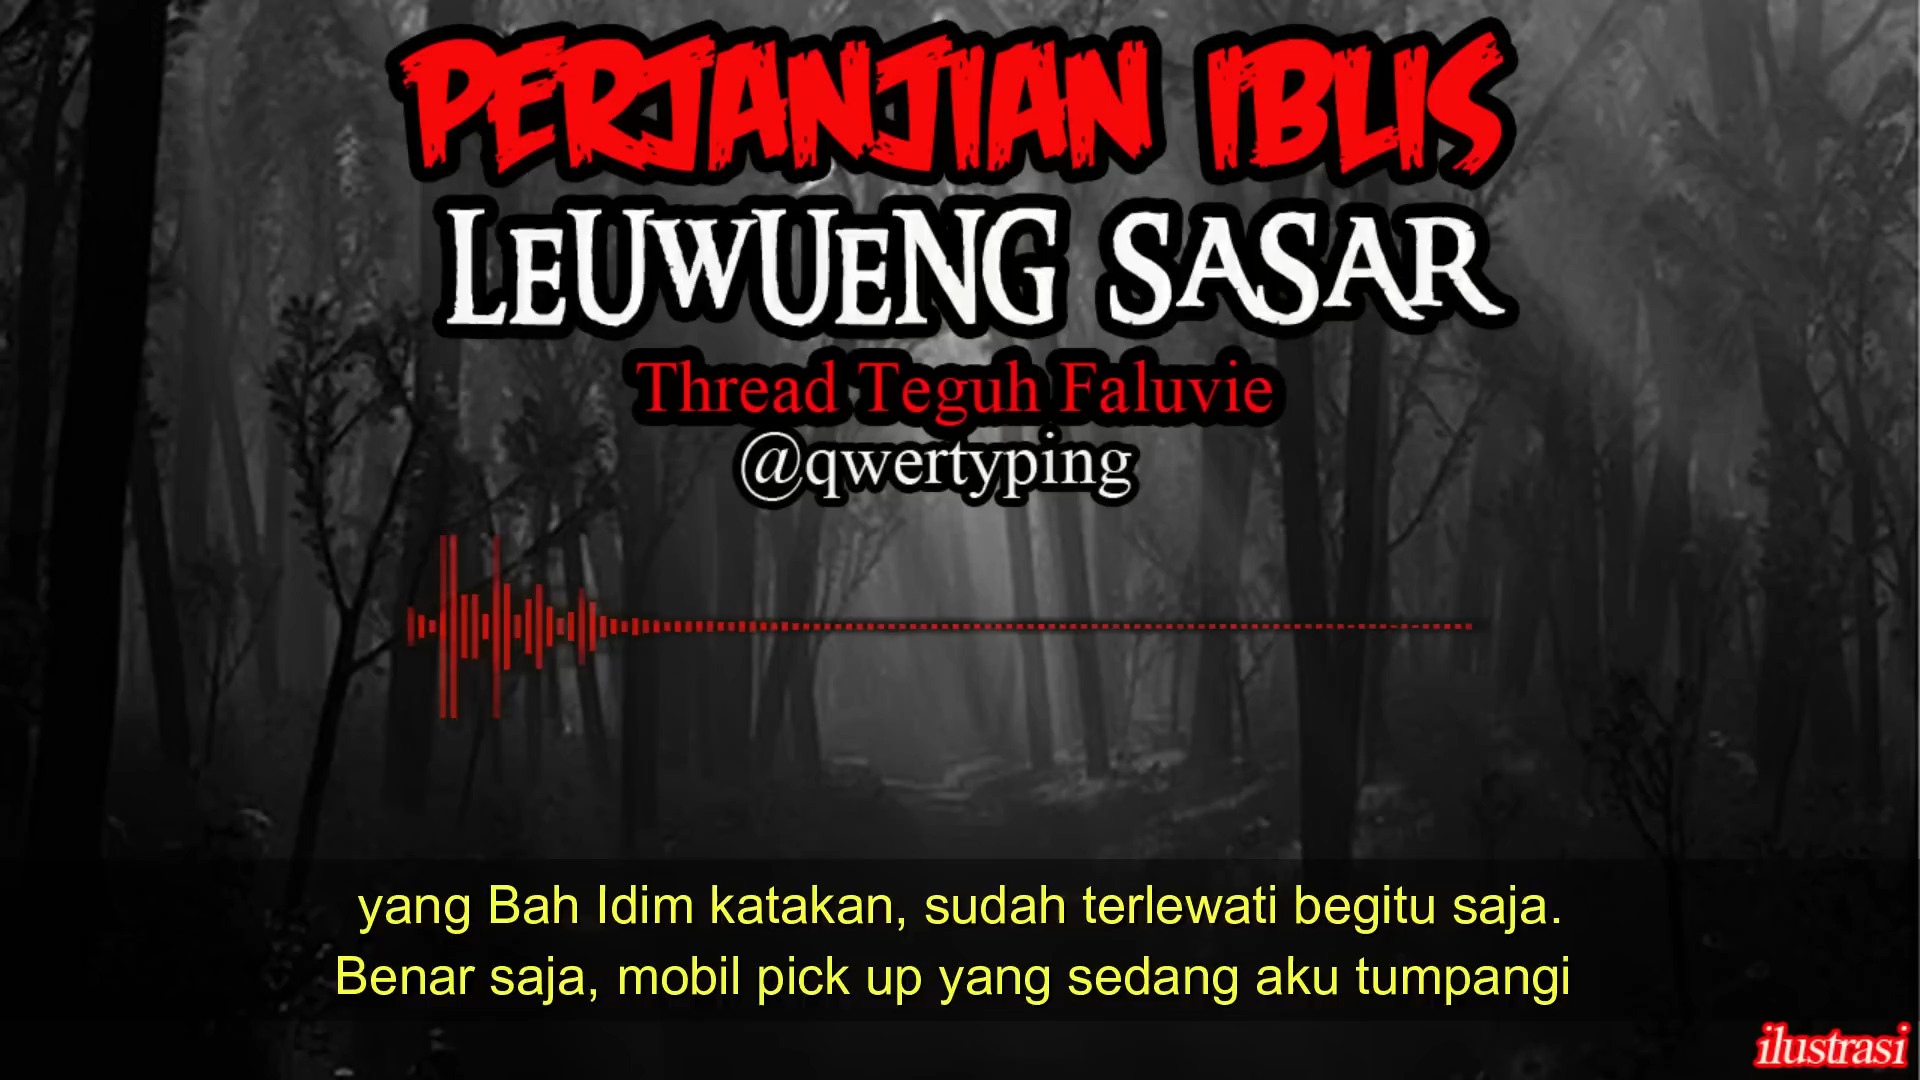 PERJANJIAN IBLIS
LEUWUENG SASAR
Thread Teguh Faluvie
@qwertyping
yang Bah Idim katakan, sudah terlewati begitu saja.
Benar saja, mobil pick up yang sedang aku tumpangi
ilustrasi